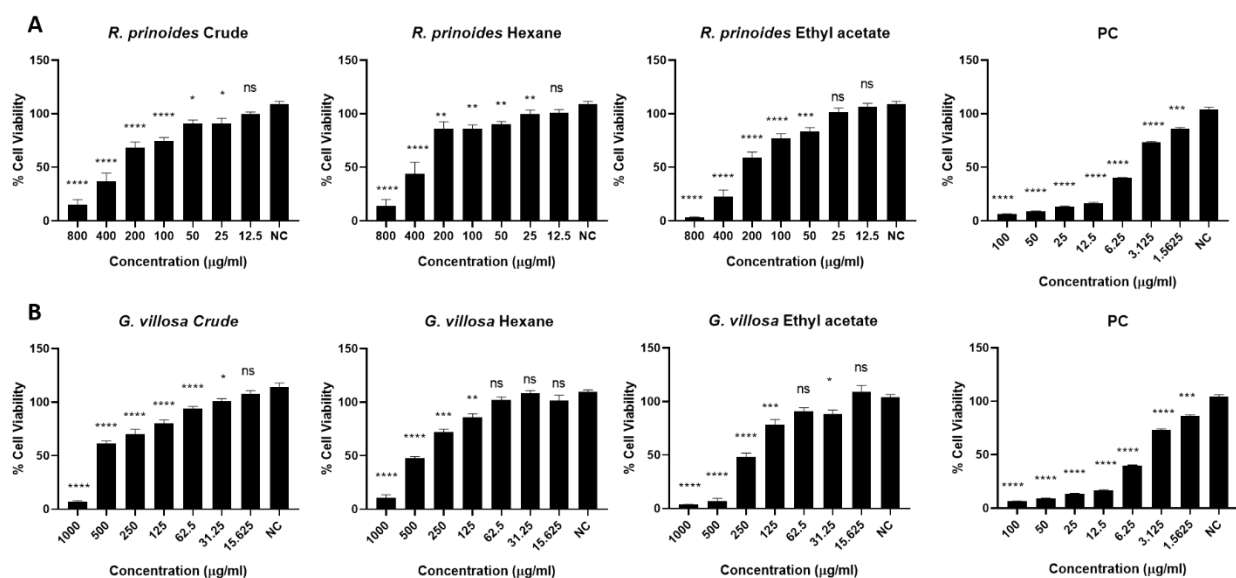 A
R. prinoides Crude
% Cell Viability
150
100
50
0
**** **** **** **** * * ns
800 400 200 100 50 25 12.5 NC
Concentration (μg/ml)
R. prinoides Hexane
% Cell Viability
150
100
50
0
**** **** ** ** ** ** ns
800 400 200 100 50 25 12.5 NC
Concentration (μg/ml)
R. prinoides Ethyl acetate
% Cell Viability
150
100
50
0
**** **** **** **** *** ns ns
800 400 200 100 50 25 12.5 NC
Concentration (μg/ml)
PC
% Cell Viability
150
100
50
0
**** **** **** **** **** **** ***
100 50 25 12.5 6.25 3.125 1.5625 NC
Concentration (μg/ml)
B
G. villosa Crude
% Cell Viability
150
100
50
0
**** **** **** **** **** * ns
1000 500 250 125 62.5 31.25 15.625 NC
Concentration (μg/ml)
G. villosa Hexane
% Cell Viability
150
100
50
0
**** **** *** ** ns ns ns
1000 500 250 125 62.5 31.25 15.625 NC
Concentration (μg/ml)
G. villosa Ethyl acetate
% Cell Viability
150
100
50
0
**** **** **** *** ns * ns
1000 500 250 125 62.5 31.25 15.625 NC
Concentration (μg/ml)
PC
% Cell Viability
150
100
50
0
**** **** **** **** **** **** ***
100 50 25 12.5 6.25 3.125 1.5625 NC
Concentration (μg/ml)